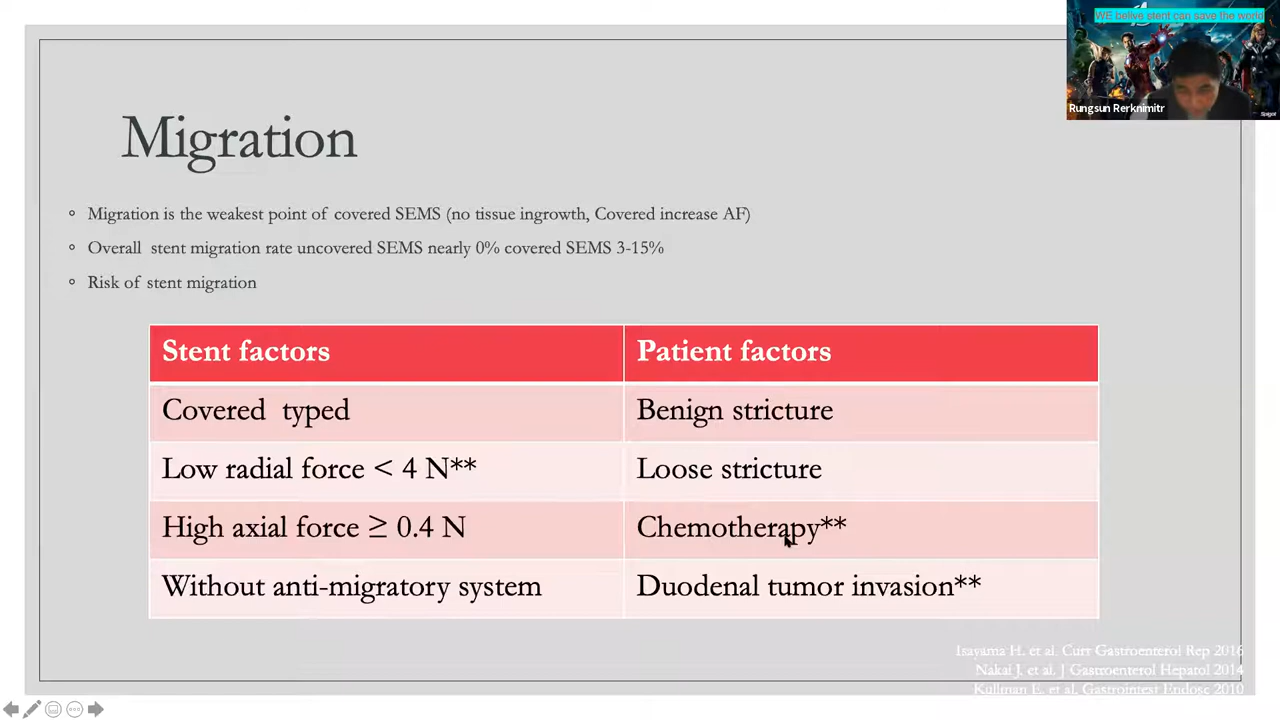 WE belive stent can save the world
Rungsun Rerknimitr
Spigot
Migration
Migration is the weakest point of covered SEMS (no tissue ingrowth, Covered increase AF)
Overall stent migration rate uncovered SEMS nearly 0% covered SEMS 3-15%
Risk of stent migration
Stent factors
Patient factors
Covered typed
Benign stricture
Low radial force < 4 N**
Loose stricture
High axial force ≥ 0.4 N
Chemotherapy**
Without anti-migratory system
Duodenal tumor invasion**
Isayama H. et al. Curr Gastroenterol Rep 2016
Nakai J. et al. J Gastroenterol Hepatol 2014
Kullman E. et al. Gastrointest Endosc 2010